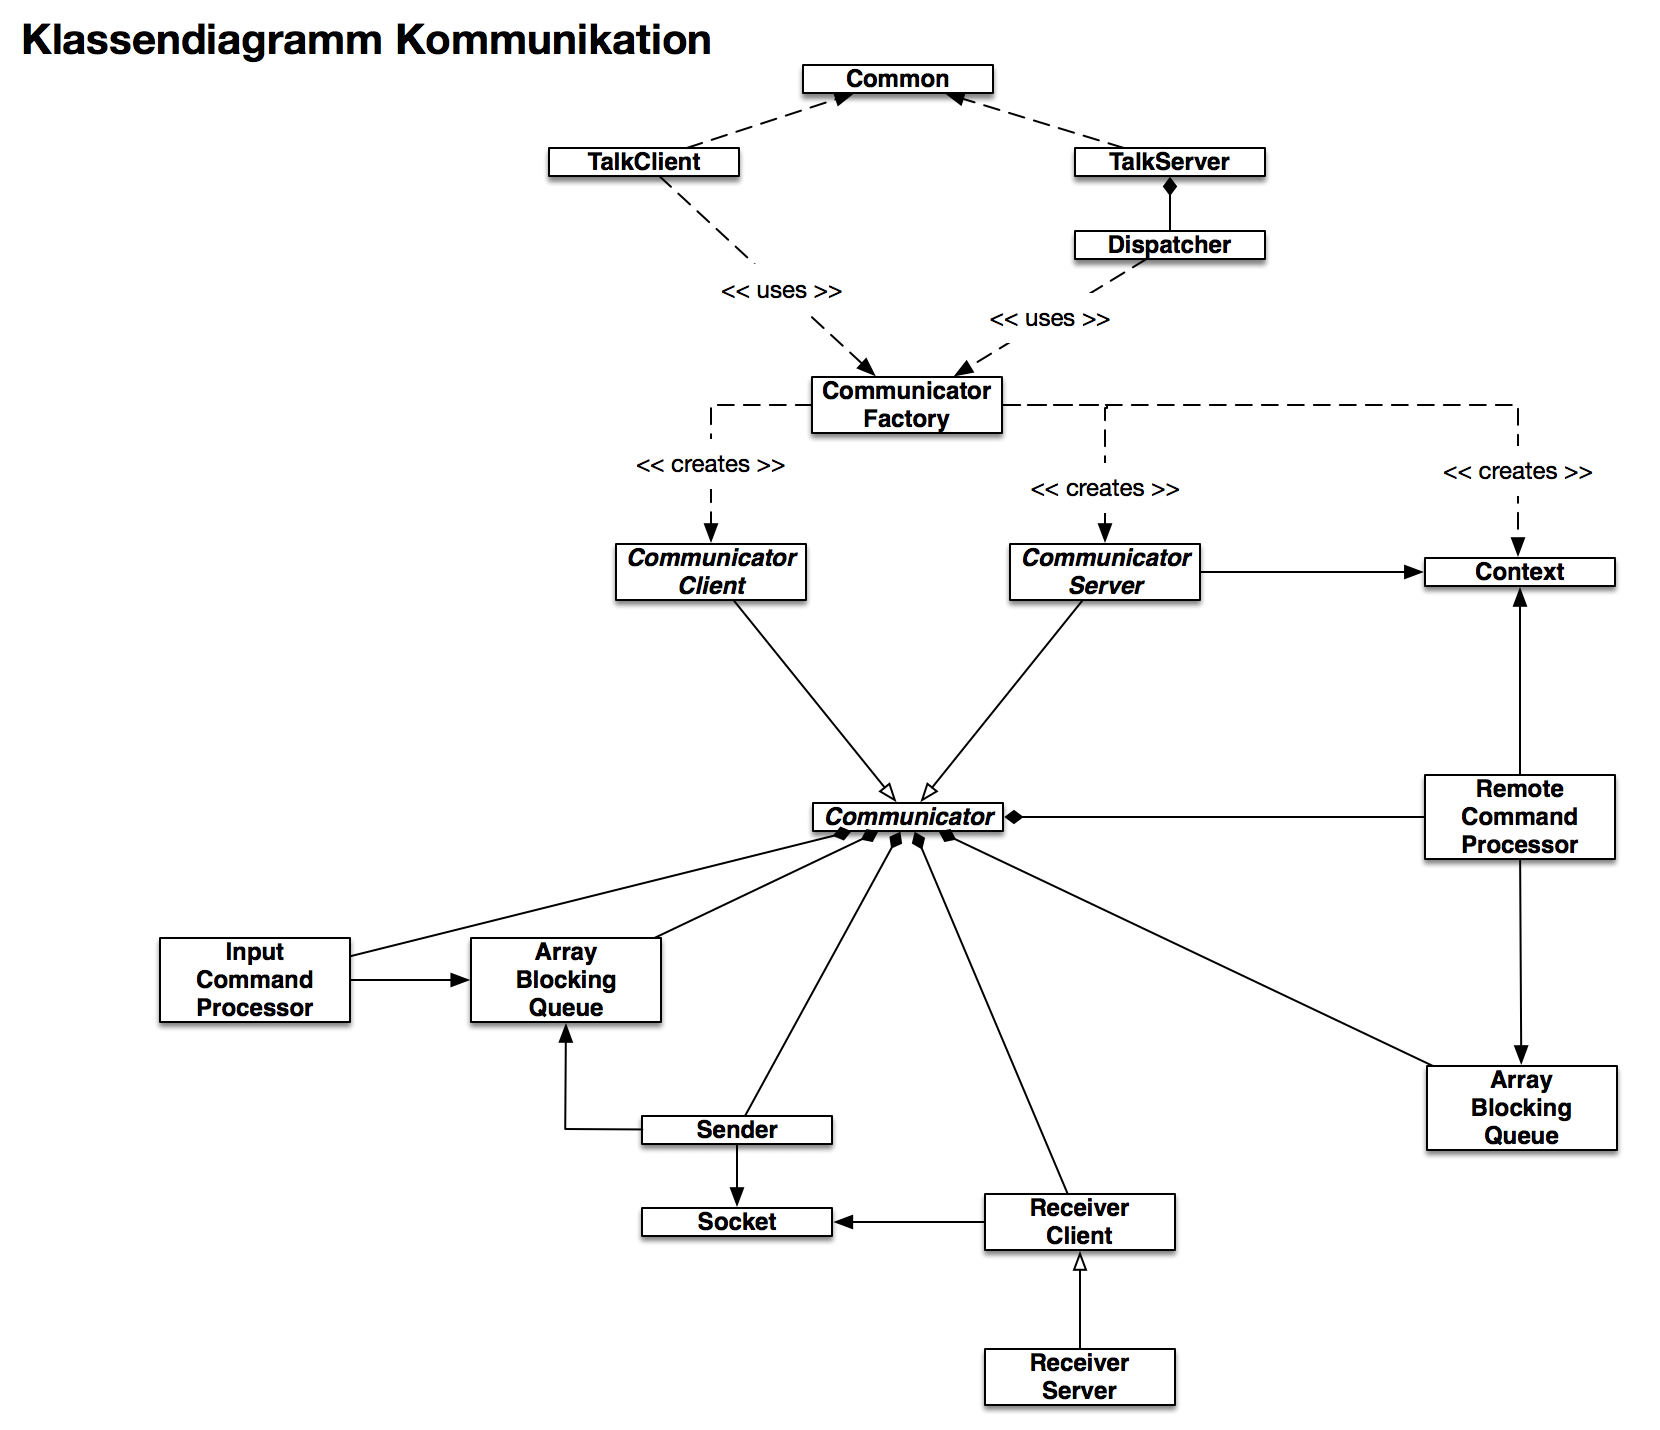 Klassendiagramm Kommunikation
Common
TalkClient
TalkServer
Dispatcher
<< uses >>
<< uses >>
Communicator
Factory
<< creates >>
<< creates >>
<< creates >>
Communicator
Client
Communicator
Server
Context
Communicator
Remote
Command
Processor
Input
Command
Processor
Array
Blocking
Queue
Array
Blocking
Queue
Sender
Socket
Receiver
Client
Receiver
Server